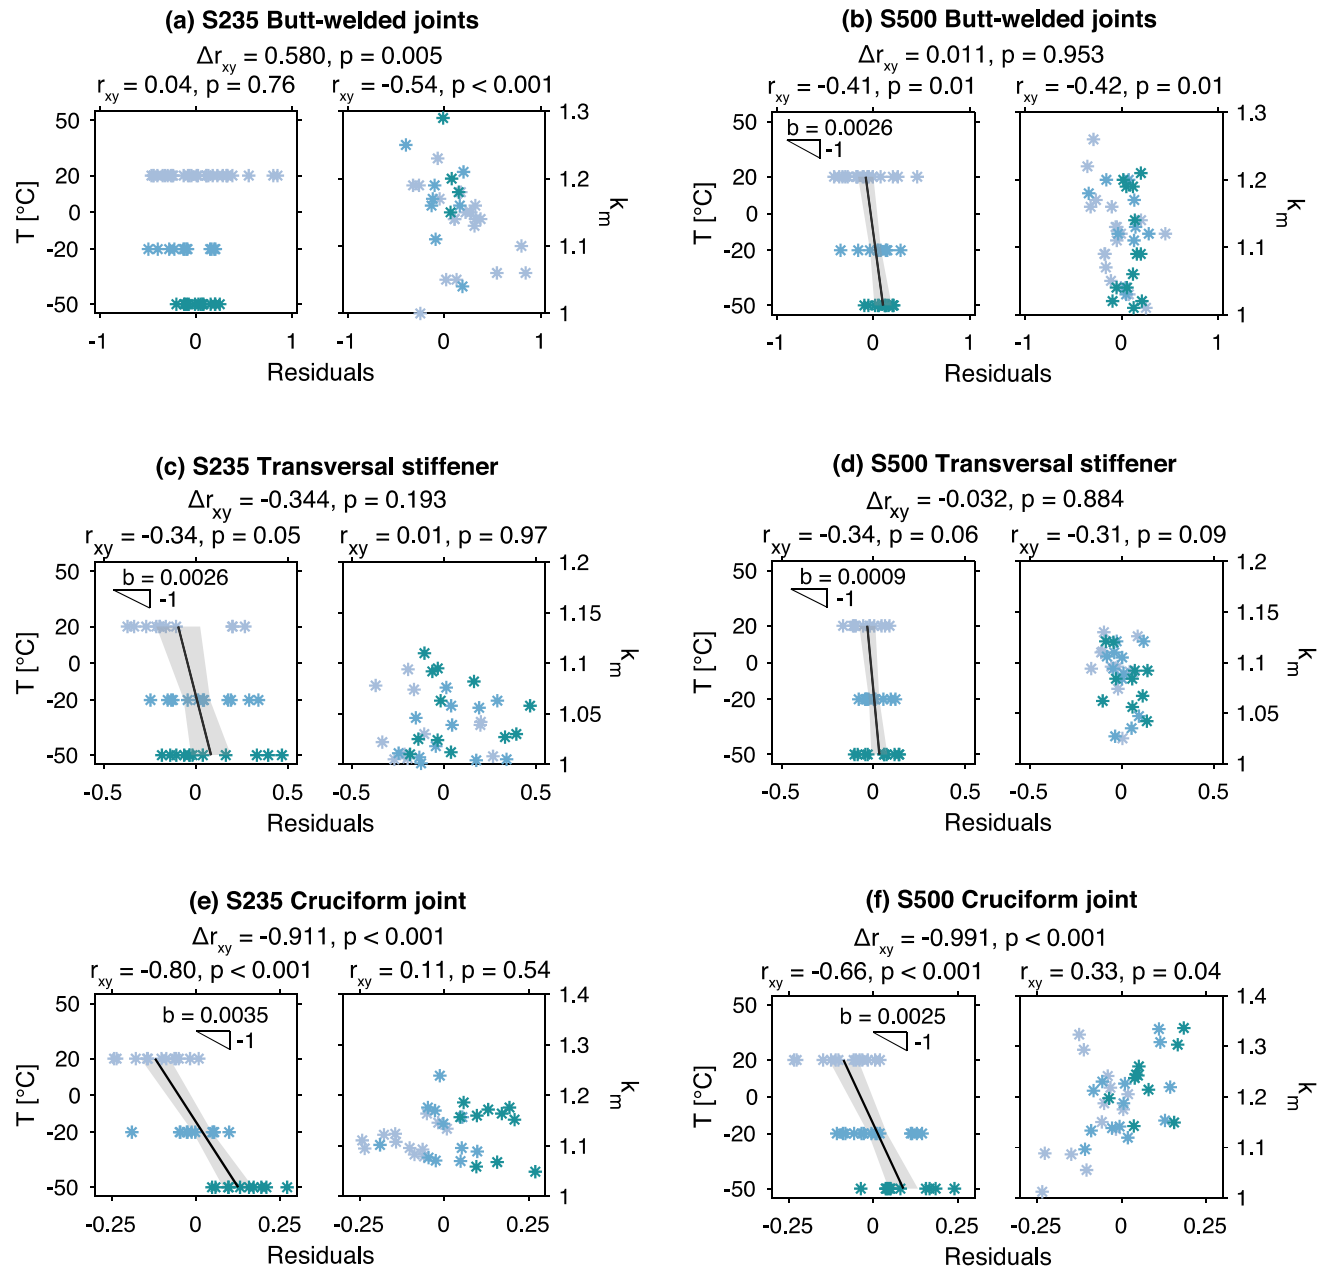 (a) S235 Butt-welded joints
Δr_xy = 0.580, p = 0.005
r_xy = 0.04, p = 0.76
r_xy = -0.54, p < 0.001
50
20
0
-20
-50
T [°C]
-1
0
1
-1
0
1
1.3
1.2
1.1
1
k_m
Residuals
(b) S500 Butt-welded joints
Δr_xy = 0.011, p = 0.953
r_xy = -0.41, p = 0.01
r_xy = -0.42, p = 0.01
b = 0.0026
-1
50
20
0
-20
-50
T [°C]
-1
0
1
-1
0
1
1.3
1.2
1.1
1
k_m
Residuals
(c) S235 Transversal stiffener
Δr_xy = -0.344, p = 0.193
r_xy = -0.34, p = 0.05
r_xy = 0.01, p = 0.97
b = 0.0026
-1
50
20
0
-20
-50
T [°C]
-0.5
0
0.5
-0.5
0
0.5
1.2
1.15
1.1
1.05
1
k_m
Residuals
(d) S500 Transversal stiffener
Δr_xy = -0.032, p = 0.884
r_xy = -0.34, p = 0.06
r_xy = -0.31, p = 0.09
b = 0.0009
-1
50
20
0
-20
-50
T [°C]
-0.5
0
0.5
-0.5
0
0.5
1.2
1.15
1.1
1.05
1
k_m
Residuals
(e) S235 Cruciform joint
Δr_xy = -0.911, p < 0.001
r_xy = -0.80, p < 0.001
r_xy = 0.11, p = 0.54
b = 0.0035
-1
50
20
0
-20
-50
T [°C]
-0.25
0
0.25
-0.25
0
0.25
1.4
1.3
1.2
1.1
1
k_m
Residuals
(f) S500 Cruciform joint
Δr_xy = -0.991, p < 0.001
r_xy = -0.66, p < 0.001
r_xy = 0.33, p = 0.04
b = 0.0025
-1
50
20
0
-20
-50
T [°C]
-0.25
0
0.25
-0.25
0
0.25
1.4
1.3
1.2
1.1
1
k_m
Residuals